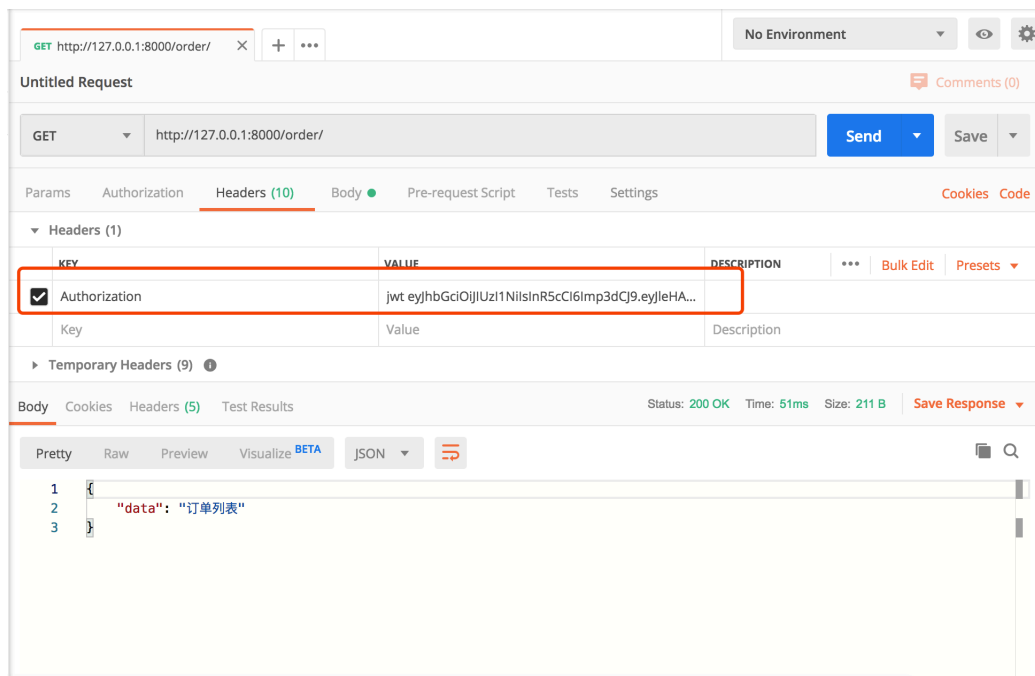 GET http://127.0.0.1:8000/order/
No Environment
Untitled Request
Comments (0)
GET http://127.0.0.1:8000/order/ Send Save
Params Authorization Headers (10) Body Pre-request Script Tests Settings Cookies Code
Headers (1)
KEY VALUE DESCRIPTION Bulk Edit Presets
Authorization jwt eyJhbGciOiJIUzI1NiIsInR5cCI6Imp3dCJ9.eyJleHA...
Key Value Description
Temporary Headers (9)
Body Cookies Headers (5) Test Results Status: 200 OK Time: 51ms Size: 211 B Save Response
Pretty Raw Preview Visualize BETA JSON
1 {
2 "data": "订单列表"
3 }